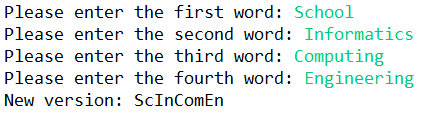 Please enter the first word: School
Please enter the second word: Informatics
Please enter the third word: Computing
Please enter the fourth word: Engineering
New version: ScInComEn